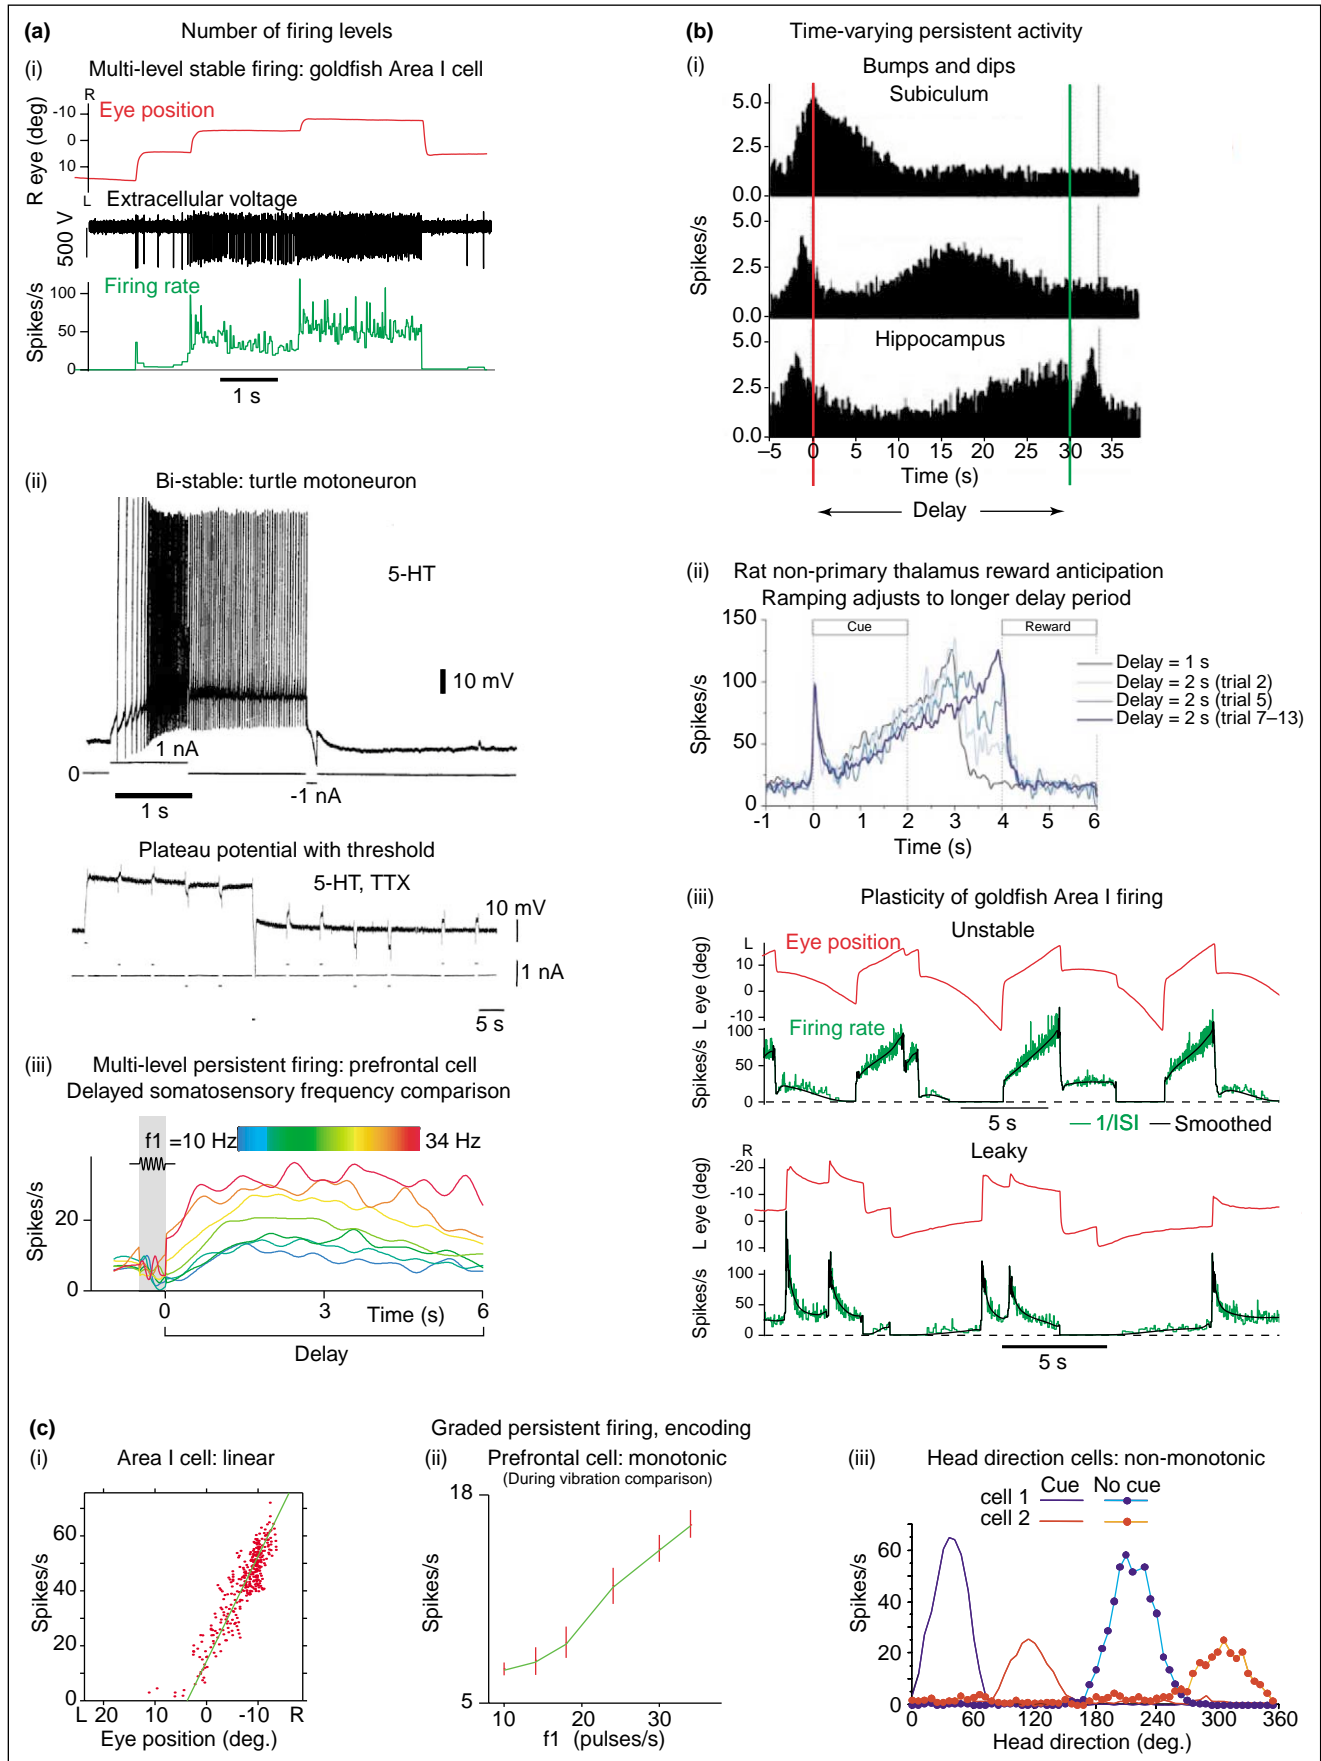 (a) Number of firing levels
(i) Multi-level stable firing: goldfish Area I cell
R
-10
0
10
L
R eye (deg)
Eye position
Extracellular voltage
500 V
Firing rate
100
50
0
Spikes/s
1 s
(ii) Bi-stable: turtle motoneuron
5-HT
10 mV
1 nA
0
-1 nA
1 s
Plateau potential with threshold
5-HT, TTX
10 mV
1 nA
5 s
(iii) Multi-level persistent firing: prefrontal cell
Delayed somatosensory frequency comparison
f1 =10 Hz 34 Hz
Spikes/s
20
0
0 3 6
Time (s)
Delay
(b) Time-varying persistent activity
(i) Bumps and dips
Subiculum
5.0
2.5
0.0
5.0
2.5
0.0
Spikes/s
Hippocampus
5.0
2.5
0.0
–5 0 5 10 15 20 25 30 35
Time (s)
Delay
(ii) Rat non-primary thalamus reward anticipation
Ramping adjusts to longer delay period
150
100
50
0
Spikes/s
Cue Reward
Delay = 1 s
Delay = 2 s (trial 2)
Delay = 2 s (trial 5)
Delay = 2 s (trial 7–13)
-1 0 1 2 3 4 5 6
Time (s)
(iii) Plasticity of goldfish Area I firing
Unstable
L
10
0
-10
L eye (deg)
Eye position
Firing rate
100
50
0
Spikes/s
5 s
1/ISI Smoothed
Leaky
R
-20
-10
0
10
L eye (deg)
100
50
0
Spikes/s
5 s
(c) Graded persistent firing, encoding
(i) Area I cell: linear
60
40
20
0
Spikes/s
L 20 10 0 -10 R
Eye position (deg.)
(ii) Prefrontal cell: monotonic
(During vibration comparison)
18
5
Spikes/s
10 20 30
f1 (pulses/s)
(iii) Head direction cells: non-monotonic
Cue No cue
cell 1
cell 2
60
40
20
0
Spikes/s
0 60 120 180 240 300 360
Head direction (deg.)